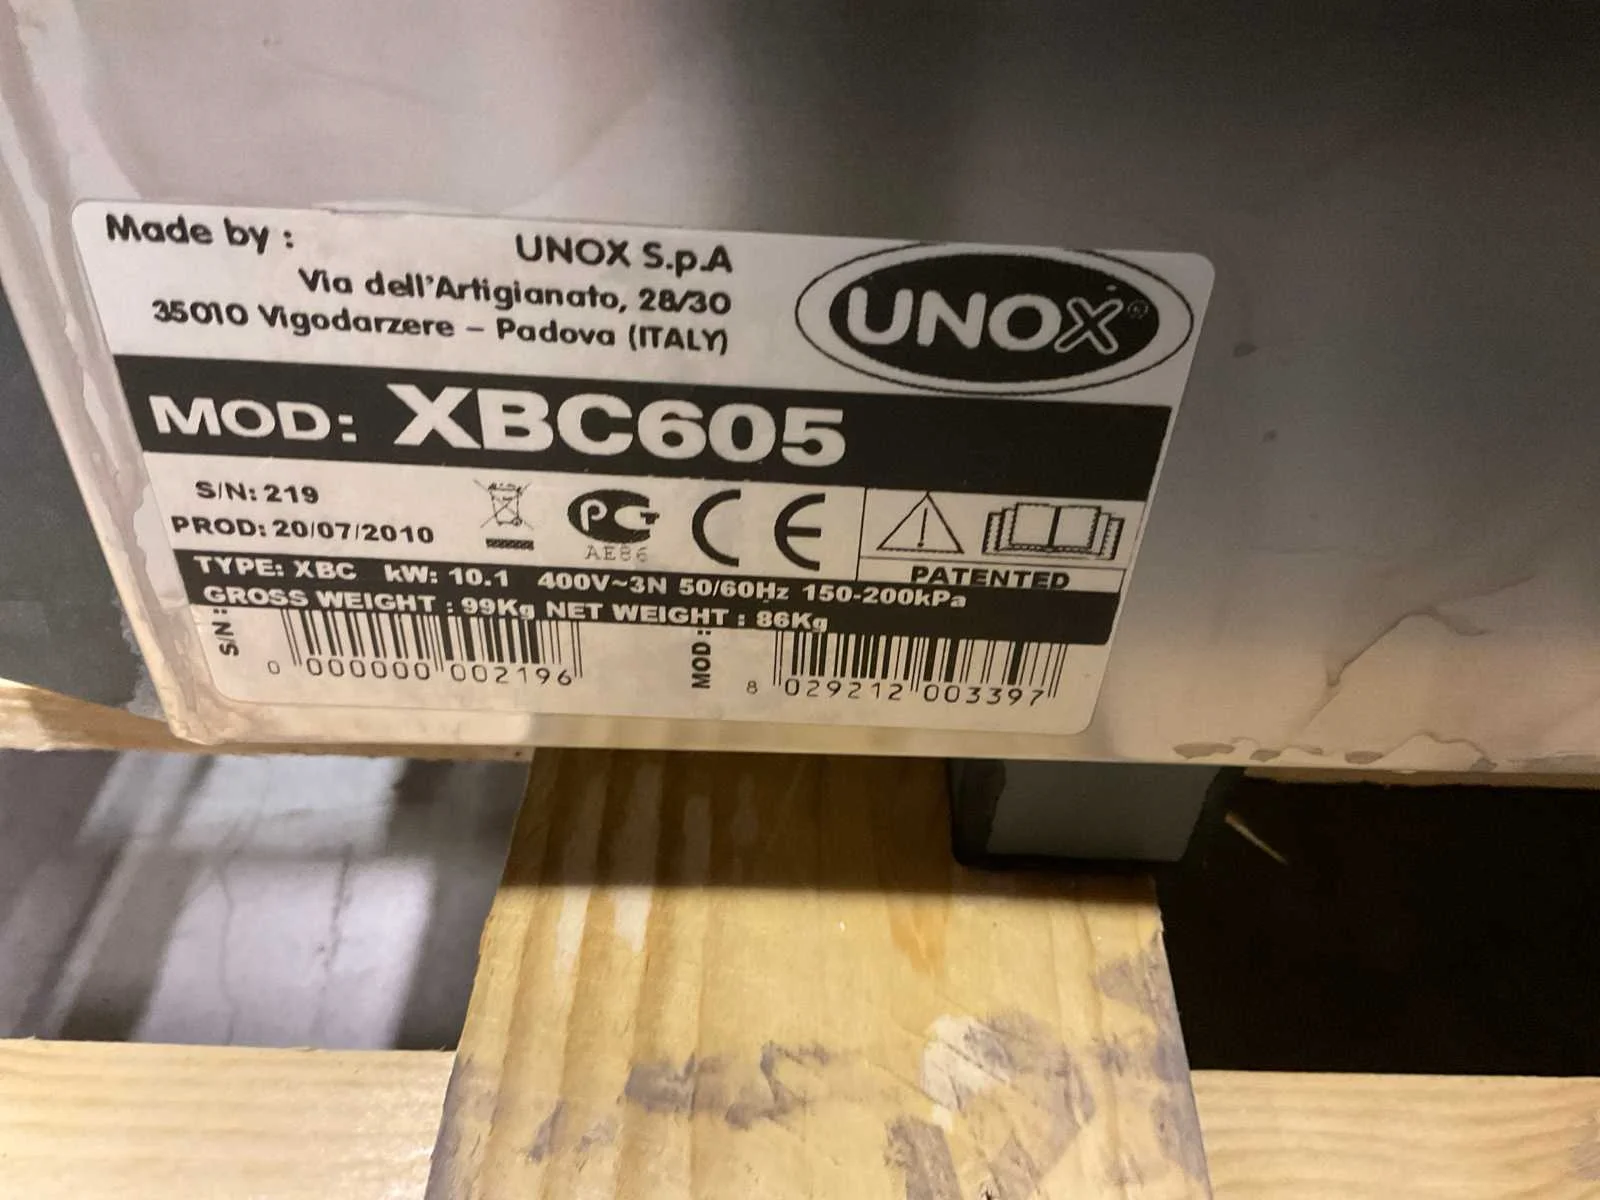 Made by :
UNOX S.p.A
Via dell'Artigianato, 28/30
35010 Vigodarzere – Padova (ITALY)
UNOX®
MOD: XBC605
S/N: 219
PROD: 20/07/2010
AE86
CE
PATENTED
TYPE: XBC kW: 10.1 400V~3N 50/60Hz 150-200kPa
GROSS WEIGHT : 99Kg NET WEIGHT : 86Kg
S/N :
0 000000 002196
MOD :
8 029212 003397